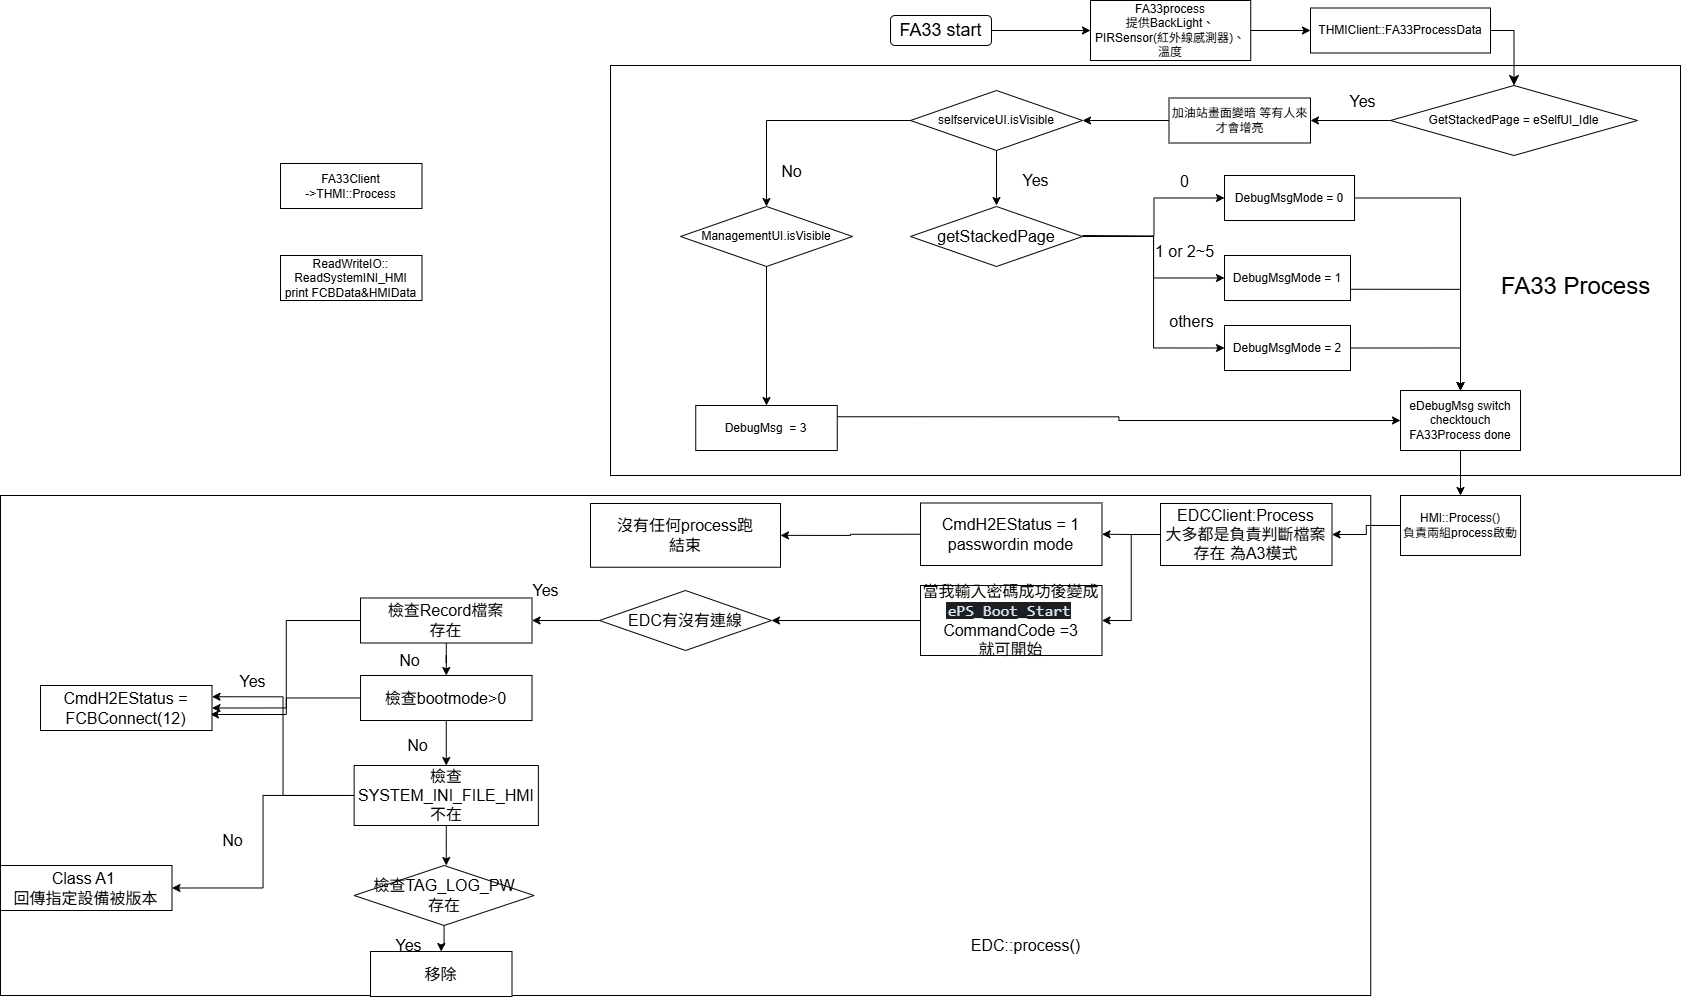 FA33 start
FA33process
提供BackLight、
PIRSensor(紅外線感測器)、
溫度
THMIClient::FA33ProcessData
GetStackedPage = eSelfUI_Idle
Yes
加油站畫面變暗 等有人來
才會增亮
selfserviceUI.isVisible
No
Yes
ManagementUI.isVisible
getStackedPage
0
DebugMsgMode = 0
1 or 2~5
DebugMsgMode = 1
others
DebugMsgMode = 2
FA33 Process
DebugMsg = 3
eDebugMsg switch
checktouch
FA33Process done
FA33Client
->THMI::Process
ReadWriteIO::
ReadSystemINI_HMI
print FCBData&HMIData
HMI::Process()
負責兩組process啟動
EDCClient:Process
大多都是負責判斷檔案
存在 為A3模式
CmdH2EStatus = 1
passwordin mode
沒有任何process跑
結束
當我輸入密碼成功後變成
ePS_Boot_Start
CommandCode =3
就可開始
EDC有沒有連線
Yes
檢查Record檔案
存在
No
檢查bootmode>0
Yes
CmdH2EStatus =
FCBConnect(12)
No
檢查
SYSTEM_INI_FILE_HMI
不在
No
Class A1
回傳指定設備被版本
檢查TAG_LOG_PW
存在
Yes
移除
EDC::process()